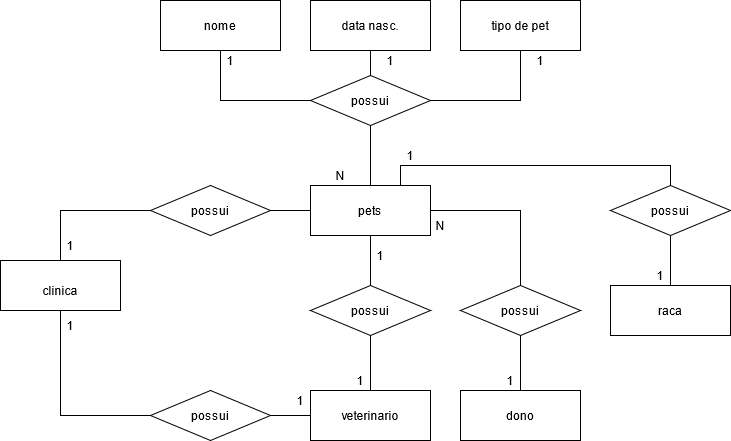 nome
data nasc.
tipo de pet
1
1
1
possui
1
N
possui
pets
possui
N
1
1
1
clinica
possui
possui
raca
1
1
1
1
possui
veterinario
dono